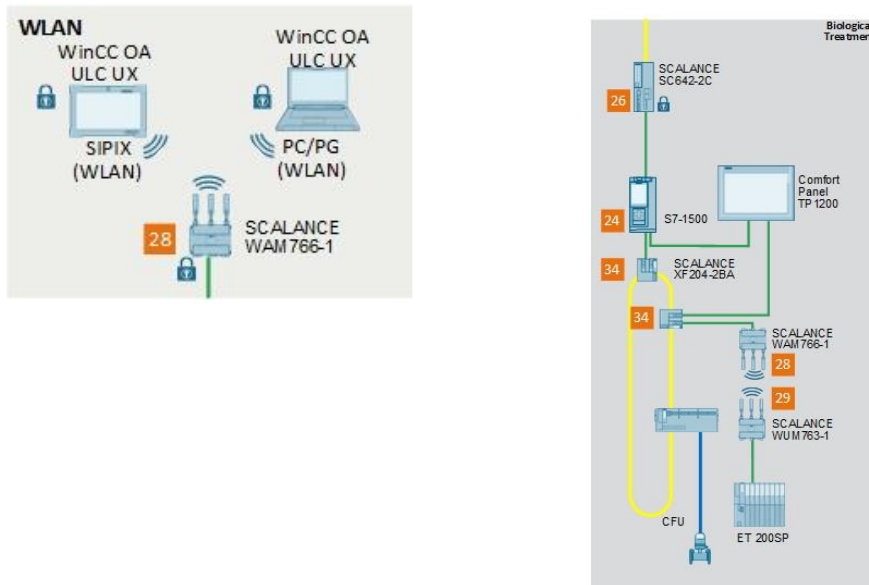 WLAN
WinCC OA
ULC UX
WinCC OA
ULC UX
SIPIX
(WLAN)
PC/PG
(WLAN)
28
SCALANCE
WAM766-1
Biologica
Treatmen
SCALANCE
SC642-2C
26
Comfort
Panel
TP1200
24
S7-1500
34
SCALANCE
XF204-2BA
34
SCALANCE
WAM766-1
28
29
SCALANCE
WUM763-1
CFU
ET 200SP